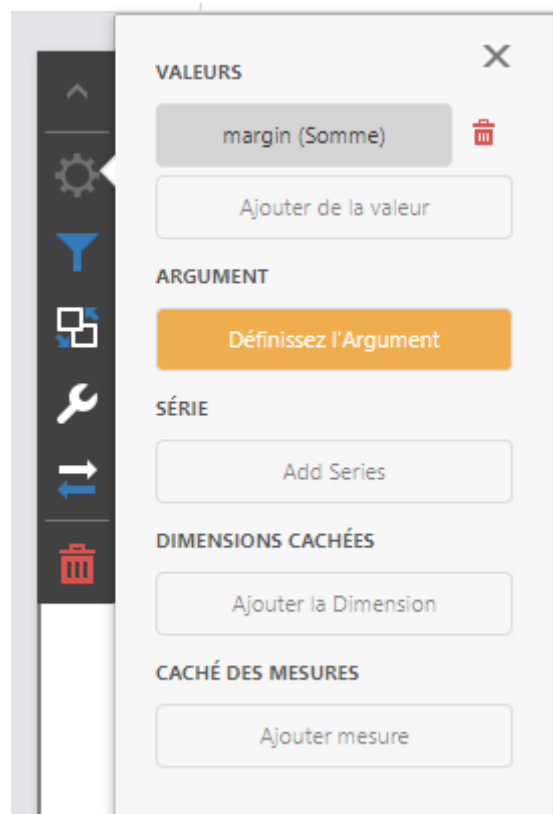 VALEURS
margin (Somme)
Ajouter de la valeur
ARGUMENT
Définissez l'Argument
SÉRIE
Add Series
DIMENSIONS CACHÉES
Ajouter la Dimension
CACHÉ DES MESURES
Ajouter mesure